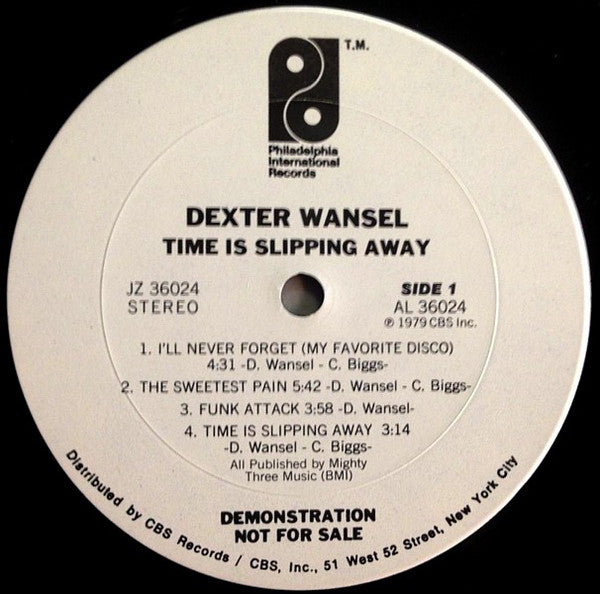 T.M.
Philadelphia
International
Records
DEXTER WANSEL
TIME IS SLIPPING AWAY
JZ 36024
STEREO
SIDE 1
AL 36024
℗ 1979 CBS Inc.
1. I'LL NEVER FORGET (MY FAVORITE DISCO)
4:31 -D. Wansel - C. Biggs-
2. THE SWEETEST PAIN 5:42 -D. Wansel - C. Biggs-
3. FUNK ATTACK 3:58 -D. Wansel-
4. TIME IS SLIPPING AWAY 3:14
-D. Wansel - C. Biggs-
All Published by Mighty
Three Music (BMI)
DEMONSTRATION
NOT FOR SALE
Distributed by CBS Records / CBS, Inc., 51 West 52 Street, New York City